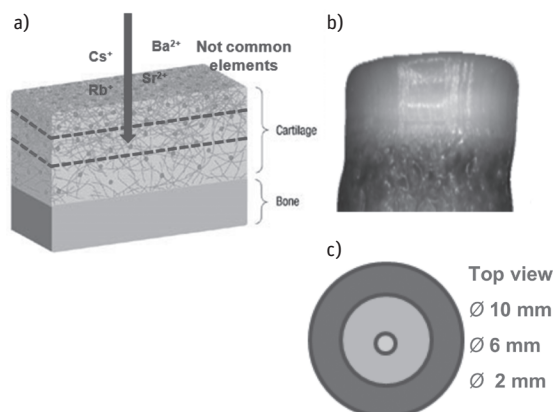 a)
Cs⁺
Ba²⁺
Not common
elements
Rb⁺
Sr²⁺
Cartilage
Bone
b)
c)
Top view
Ø 10 mm
Ø 6 mm
Ø 2 mm